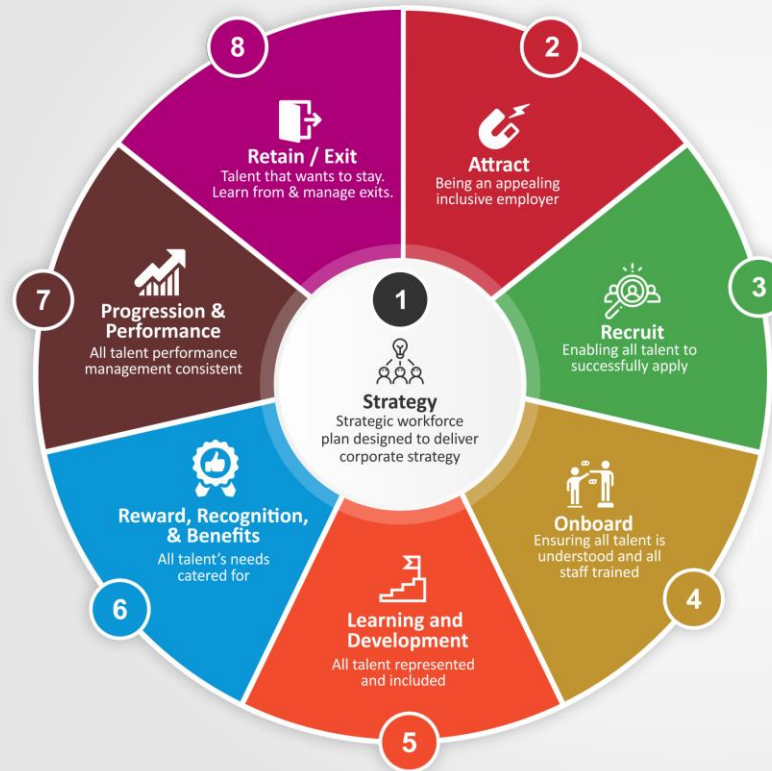 1
Strategy
Strategic workforce
plan designed to deliver
corporate strategy
2
Attract
Being an appealing
inclusive employer
3
Recruit
Enabling all talent to
successfully apply
4
Onboard
Ensuring all talent is
understood and all
staff trained
5
Learning and
Development
All talent represented
and included
6
Reward, Recognition,
& Benefits
All talent's needs
catered for
7
Progression &
Performance
All talent performance
management consistent
8
Retain / Exit
Talent that wants to stay.
Learn from & manage exits.